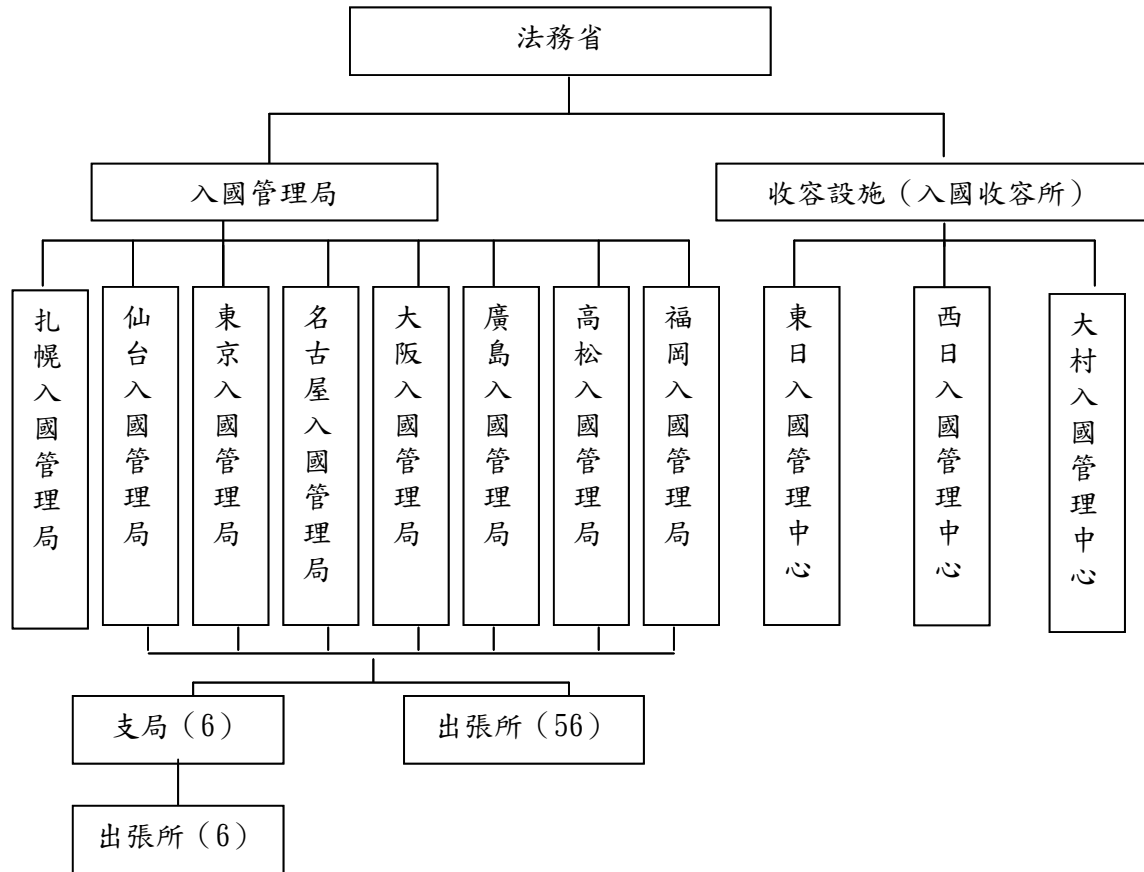 法務省
入國管理局
收容設施（入國收容所）
扎幌入國管理局
仙台入國管理局
東京入國管理局
名古屋入國管理局
大阪入國管理局
廣島入國管理局
高松入國管理局
福岡入國管理局
東日入國管理中心
西日入國管理中心
大村入國管理中心
支局（6）
出張所（56）
出張所（6）